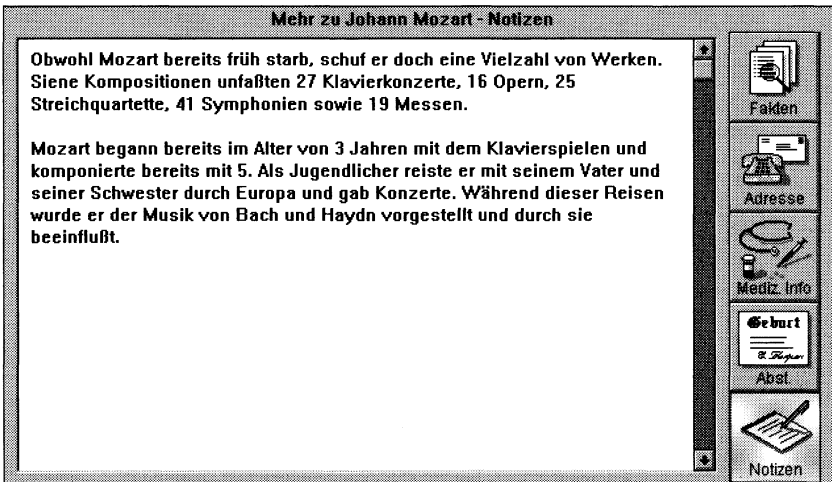 Mehr zu Johann Mozart - Notizen
Obwohl Mozart bereits früh starb, schuf er doch eine Vielzahl von Werken.
Siene Kompositionen unfaßten 27 Klavierkonzerte, 16 Opern, 25
Streichquartette, 41 Symphonien sowie 19 Messen.
Mozart begann bereits im Alter von 3 Jahren mit dem Klavierspielen und
komponierte bereits mit 5. Als Jugendlicher reiste er mit seinem Vater und
seiner Schwester durch Europa und gab Konzerte. Während dieser Reisen
wurde er der Musik von Bach und Haydn vorgestellt und durch sie
beeinflußt.
Fakten
Adresse
Mediz. Info
Geburt
Abst.
Notizen